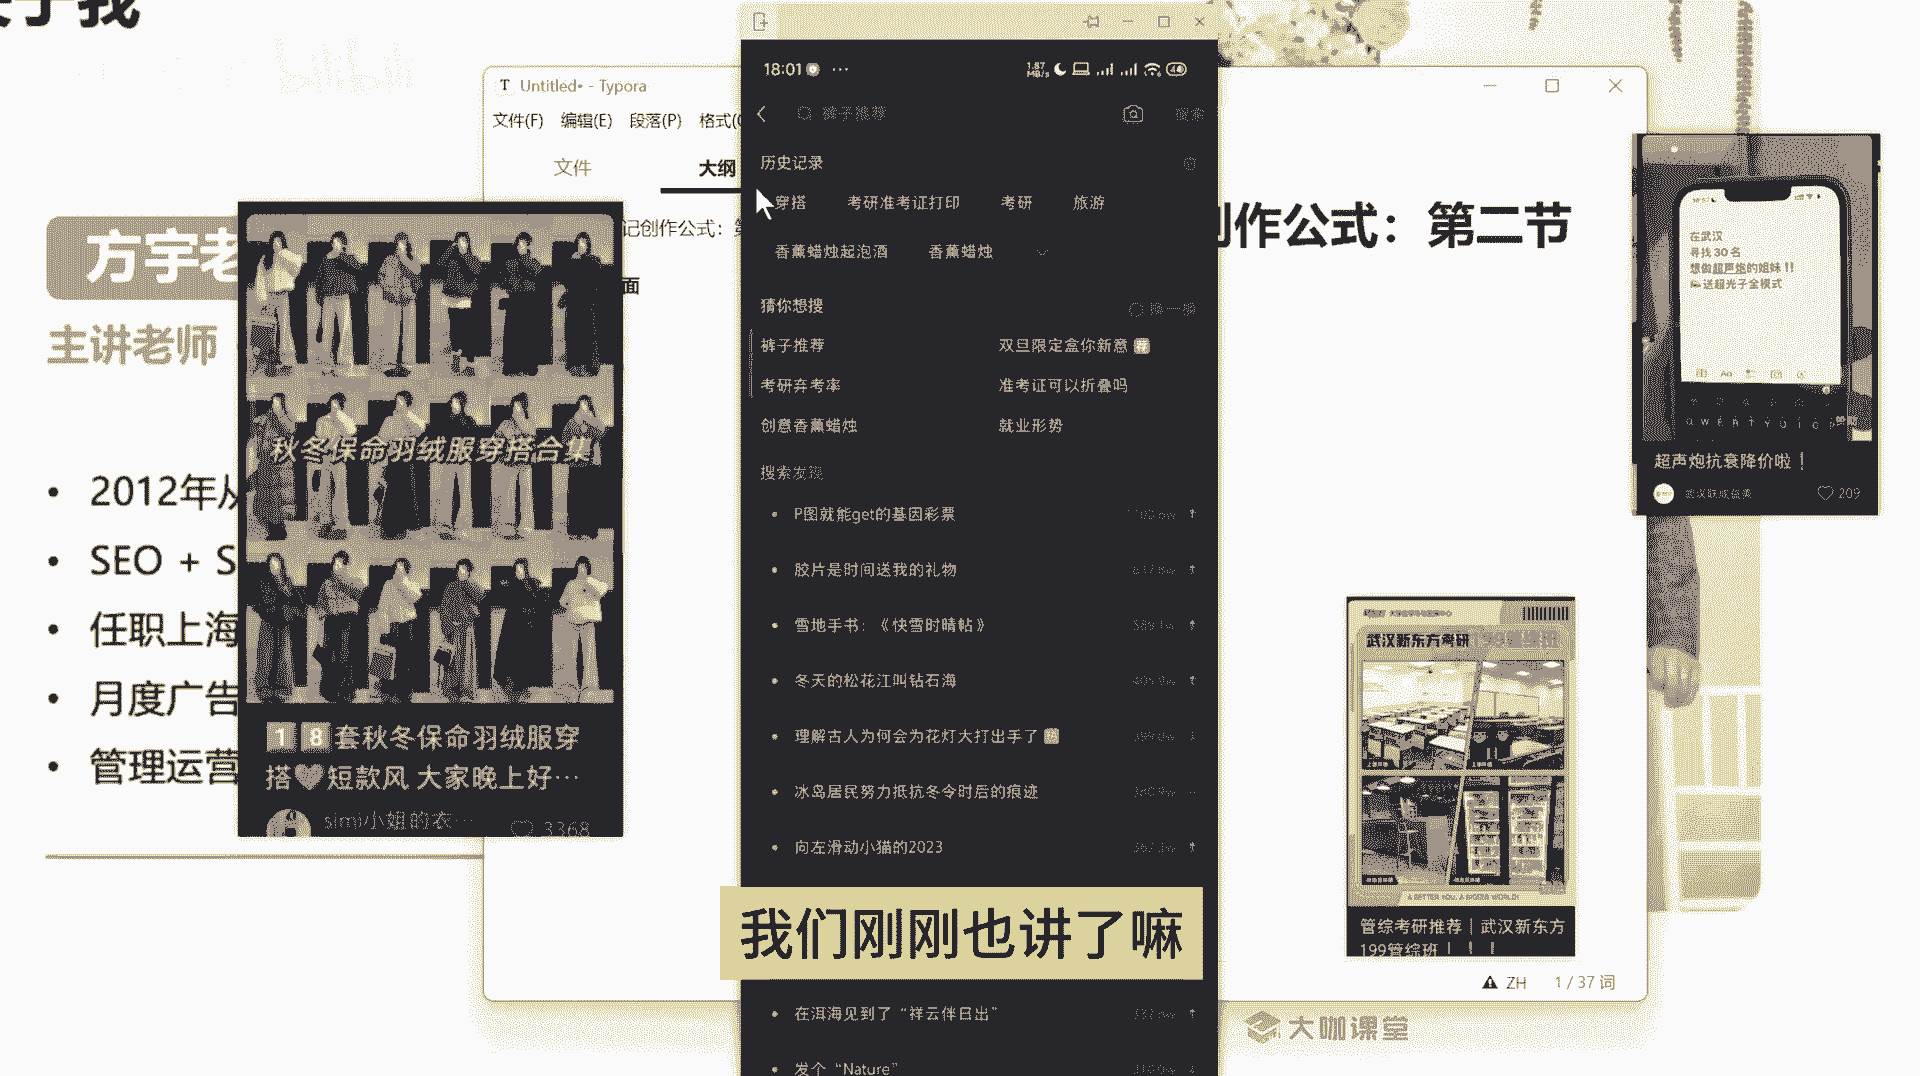 关于我
方宇老
主讲老师
2012年从
SEO + S
任职上海
月度广告
管理运营
Untitled• - Typora
文件(F) 编辑(E) 段落(P) 格式(
文件 大纲
记创作公式：
面
创作公式：第二节
秋冬保命羽绒服穿搭合集
18套秋冬保命羽绒服穿
搭🤎短款风 大家晚上好…
simi小姐的衣…
3368
18:01 ...
1.87 MB/s
裤子推荐
搜索
历史记录
穿搭 考研准考证打印 考研 旅游
香薰蜡烛起泡酒 香薰蜡烛
猜你想搜
换一换
裤子推荐 双旦限定盒你新意 荐
考研弃考率 准考证可以折叠吗
创意香薰蜡烛 就业形势
搜索发现
P图就能get的基因彩票
胶片是时间送我的礼物
雪地手书：《快雪时晴帖》
冬天的松花江叫钻石海
理解古人为何会为花灯大打出手了 热
冰岛居民努力抵抗冬令时后的痕迹
向左滑动小猫的2023
我们刚刚也讲了嘛
在洱海见到了“祥云伴日出”
发个“Nature”
在武汉
寻找30名
想做超声炮的姐妹!!
送超光子全模式
超声炮抗衰降价啦！
209
武汉新东方考研
A BETTER YOU, A BIGGER WORLD!
管综考研推荐｜武汉新东方
199管综班！！！
ZH 1 / 37 词
大咖课堂